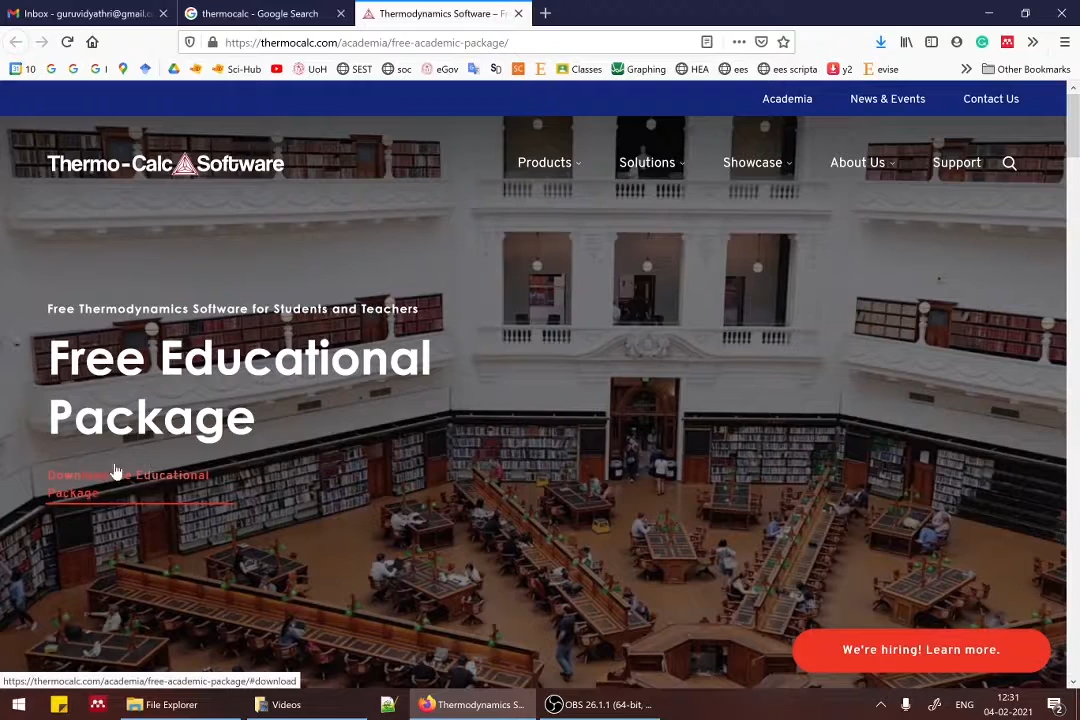 Inbox - guruvidyathri@gmail.c
thermocalc - Google Search
Thermodynamics Software – F
https://thermocalc.com/academia/free-academic-package/
10
G I
Sci-Hub
UoH
SEST
soc
eGov
SC
E
Classes
Graphing
HEA
ees
ees scripta
y2
E evise
Other Bookmarks
Academia
News & Events
Contact Us
Thermo-Calc Software
Products
Solutions
Showcase
About Us
Support
Free Thermodynamics Software for Students and Teachers
Free Educational
Package
Educational
Package
We're hiring! Learn more.
https://thermocalc.com/academia/free-academic-package/#download
File Explorer
Videos
Thermodynamics S...
OBS 26.1.1 (64-bit, ...
ENG
12:31
04-02-2021
2